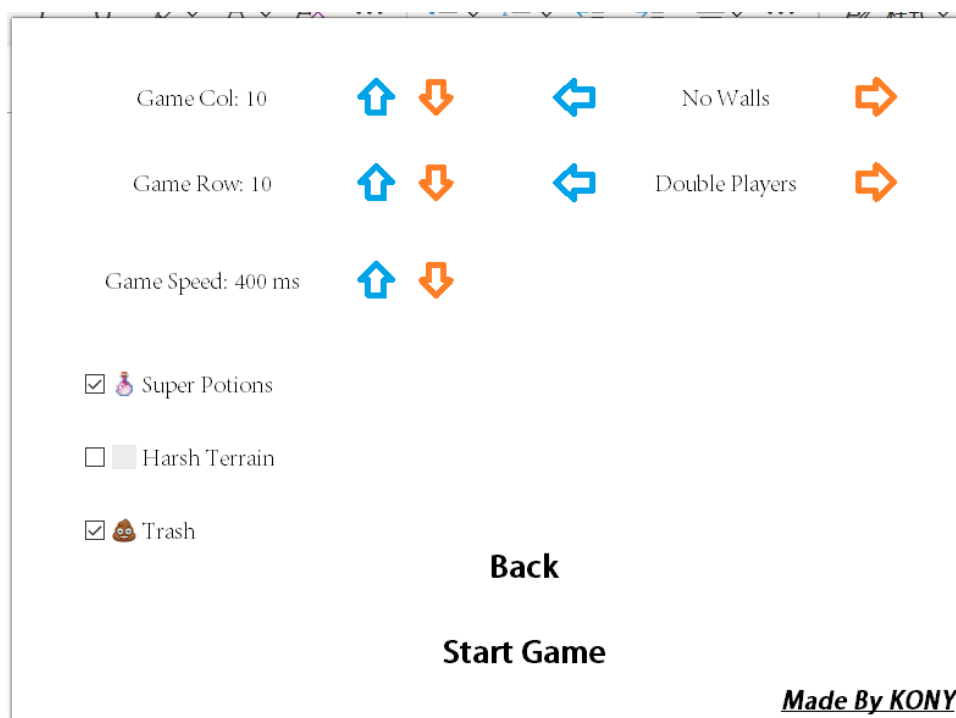 Game Col: 10
No Walls
Game Row: 10
Double Players
Game Speed: 400 ms
Super Potions
Harsh Terrain
Trash
Back
Start Game
Made By KONY